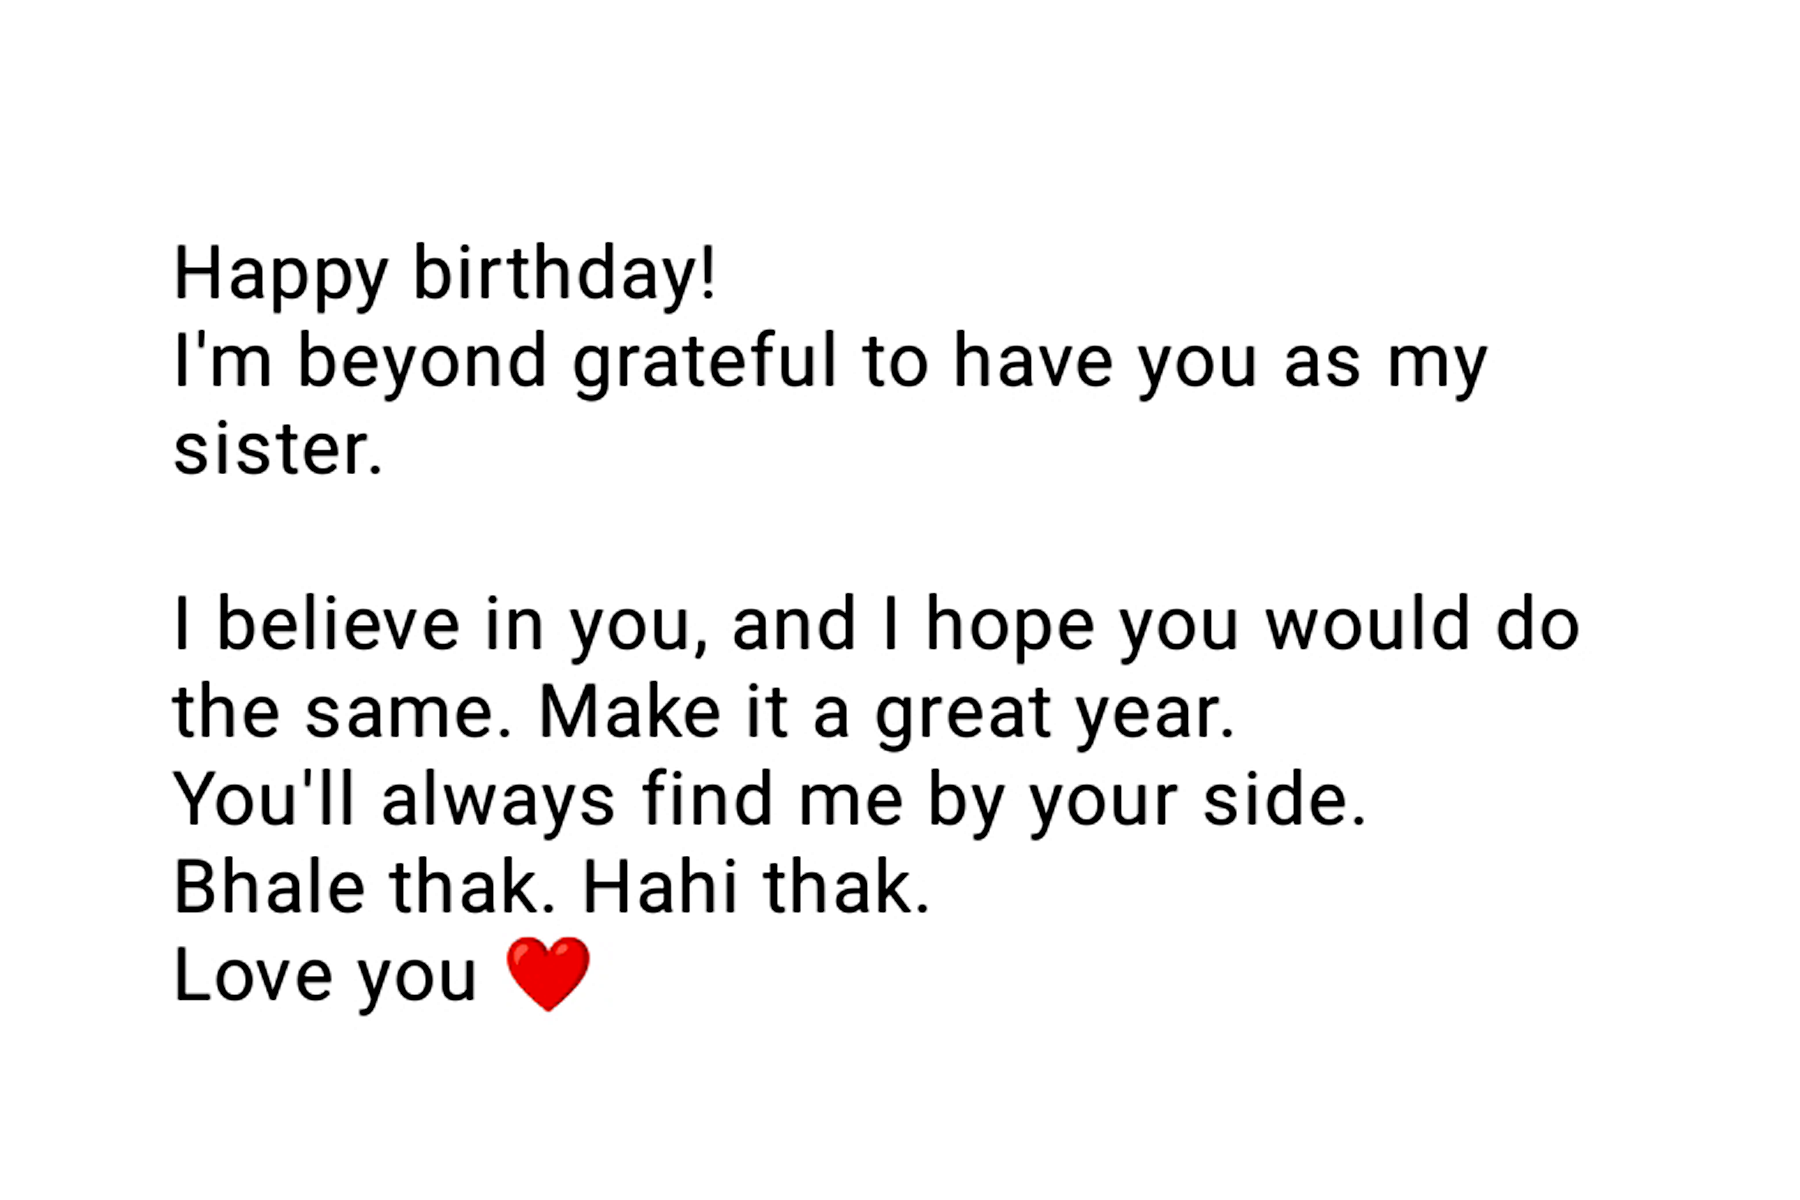 Happy birthday!
I'm beyond grateful to have you as my
sister.
I believe in you, and I hope you would do
the same. Make it a great year.
You'll always find me by your side.
Bhale thak. Hahi thak.
Love you ❤️